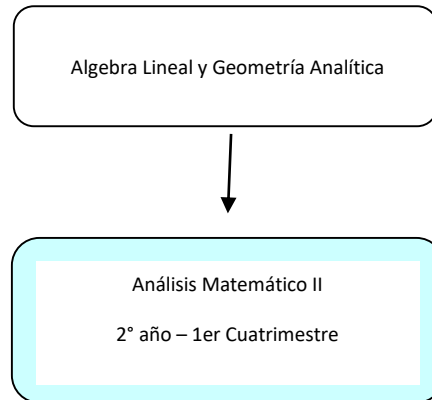 Algebra Lineal y Geometría Analítica
Análisis Matemático II
2° año – 1er Cuatrimestre